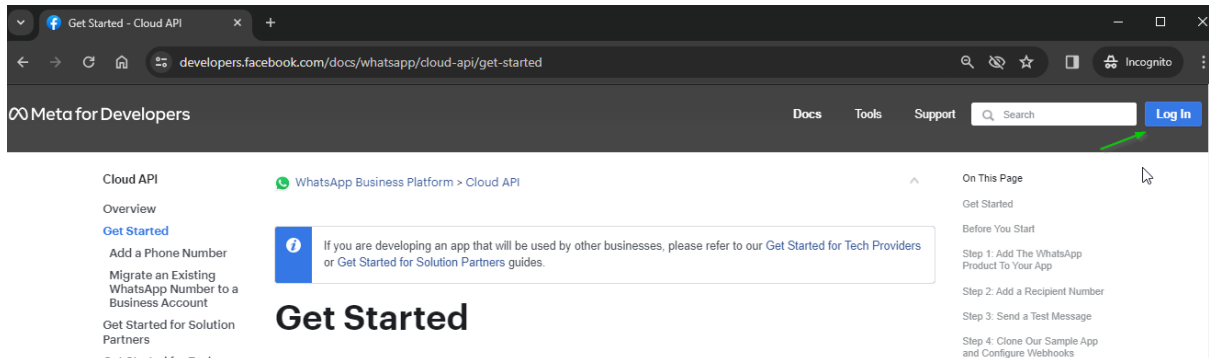 Get Started - Cloud API
developers.facebook.com/docs/whatsapp/cloud-api/get-started
Incognito
Meta for Developers
Docs
Tools
Support
Search
Log In
Cloud API
Overview
Get Started
Add a Phone Number
Migrate an Existing
WhatsApp Number to a
Business Account
Get Started for Solution
Partners
WhatsApp Business Platform > Cloud API
If you are developing an app that will be used by other businesses, please refer to our Get Started for Tech Providers
or Get Started for Solution Partners guides.
Get Started
On This Page
Get Started
Before You Start
Step 1: Add The WhatsApp
Product To Your App
Step 2: Add a Recipient Number
Step 3: Send a Test Message
Step 4: Clone Our Sample App
and Configure Webhooks